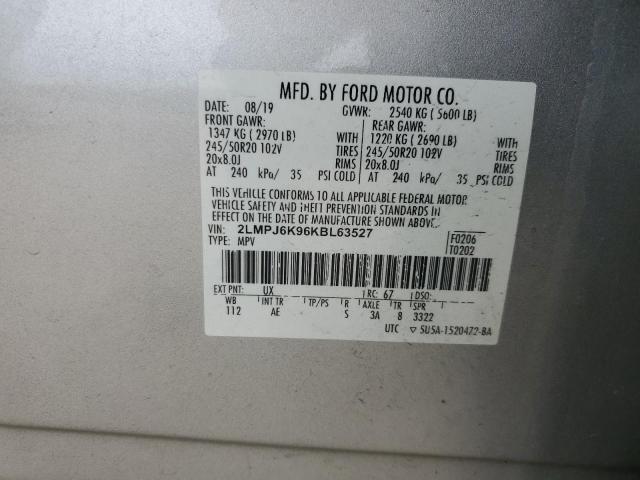 MFD. BY FORD MOTOR CO.
DATE: 08/19 GVWR: 2540 KG ( 5600 LB)
FRONT GAWR: REAR GAWR:
1347 KG ( 2970 LB) WITH 1220 KG ( 2690 LB) WITH
245/50R20 102V TIRES 245/50R20 102V TIRES
20x8.0J RIMS 20x8.0J RIMS
AT 240 kPa/ 35 PSI COLD AT 240 kPa/ 35 PSI COLD
THIS VEHICLE CONFORMS TO ALL APPLICABLE FEDERAL MOTOR
VEHICLE SAFETY AND THEFT PREVENTION STANDARDS IN
EFFECT ON THE DATE OF MANUFACTURE SHOWN ABOVE.
VIN: 2LMPJ6K96KBL63527 F0206
TYPE: MPV T0202
EXT PNT: UX RC: 67 DSO:
WB INT TR TP/PS R AXLE TR SPR
112 AE S 3A 8 3322
UTC ▽ 5U5A-1520472-BA